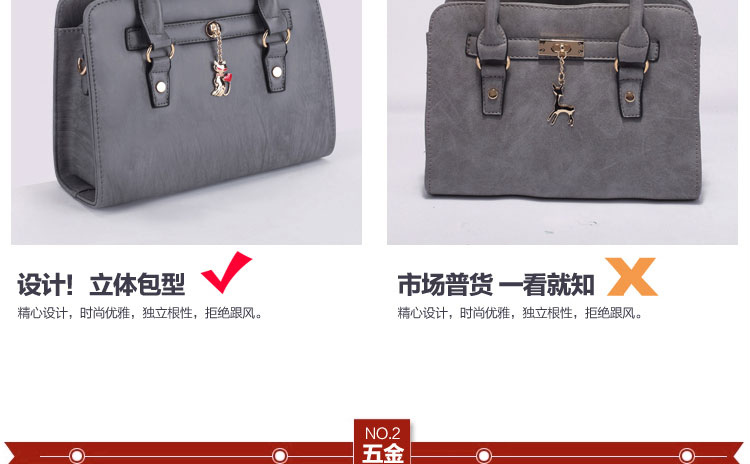 设计！立体包型
精心设计，时尚优雅，独立根性，拒绝跟风。
市场普货 一看就知
精心设计，时尚优雅，独立根性，拒绝跟风。
NO.2
五金